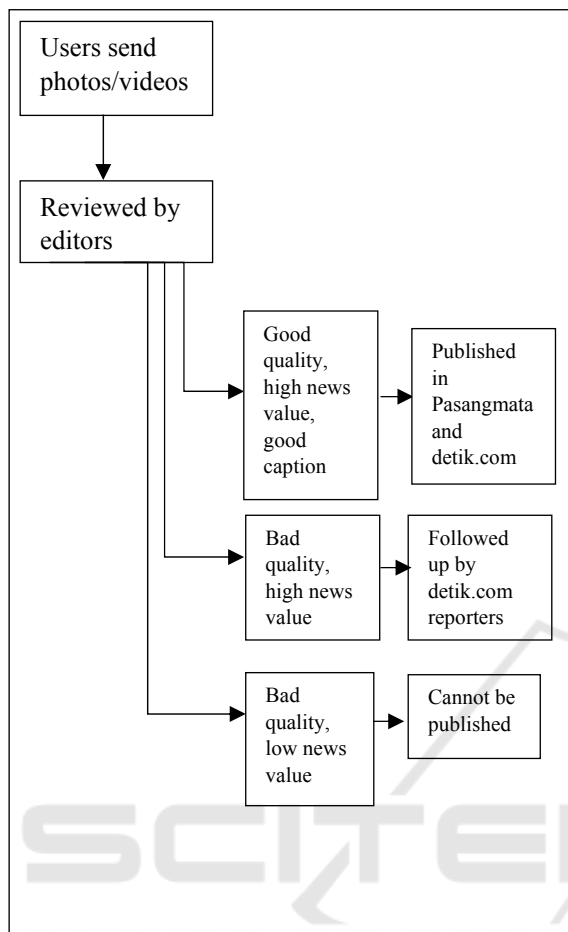 Users send
photos/videos
Reviewed by
editors
Good
quality,
high news
value,
good
caption
Published
in
Pasangmata
and
detik.com
Bad
quality,
high news
value
Followed
up by
detik.com
reporters
Bad
quality,
low news
value
Cannot be
published